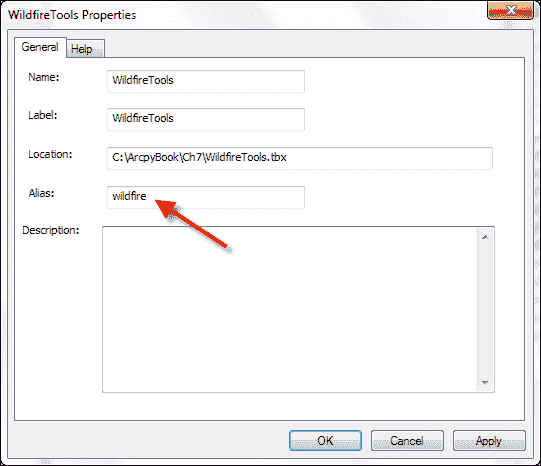 WildfireTools Properties
General Help
Name: WildfireTools
Label: WildfireTools
Location: C:\ArcpyBook\Ch7\WildfireTools.tbx
Alias: wildfire
Description:
OK Cancel Apply